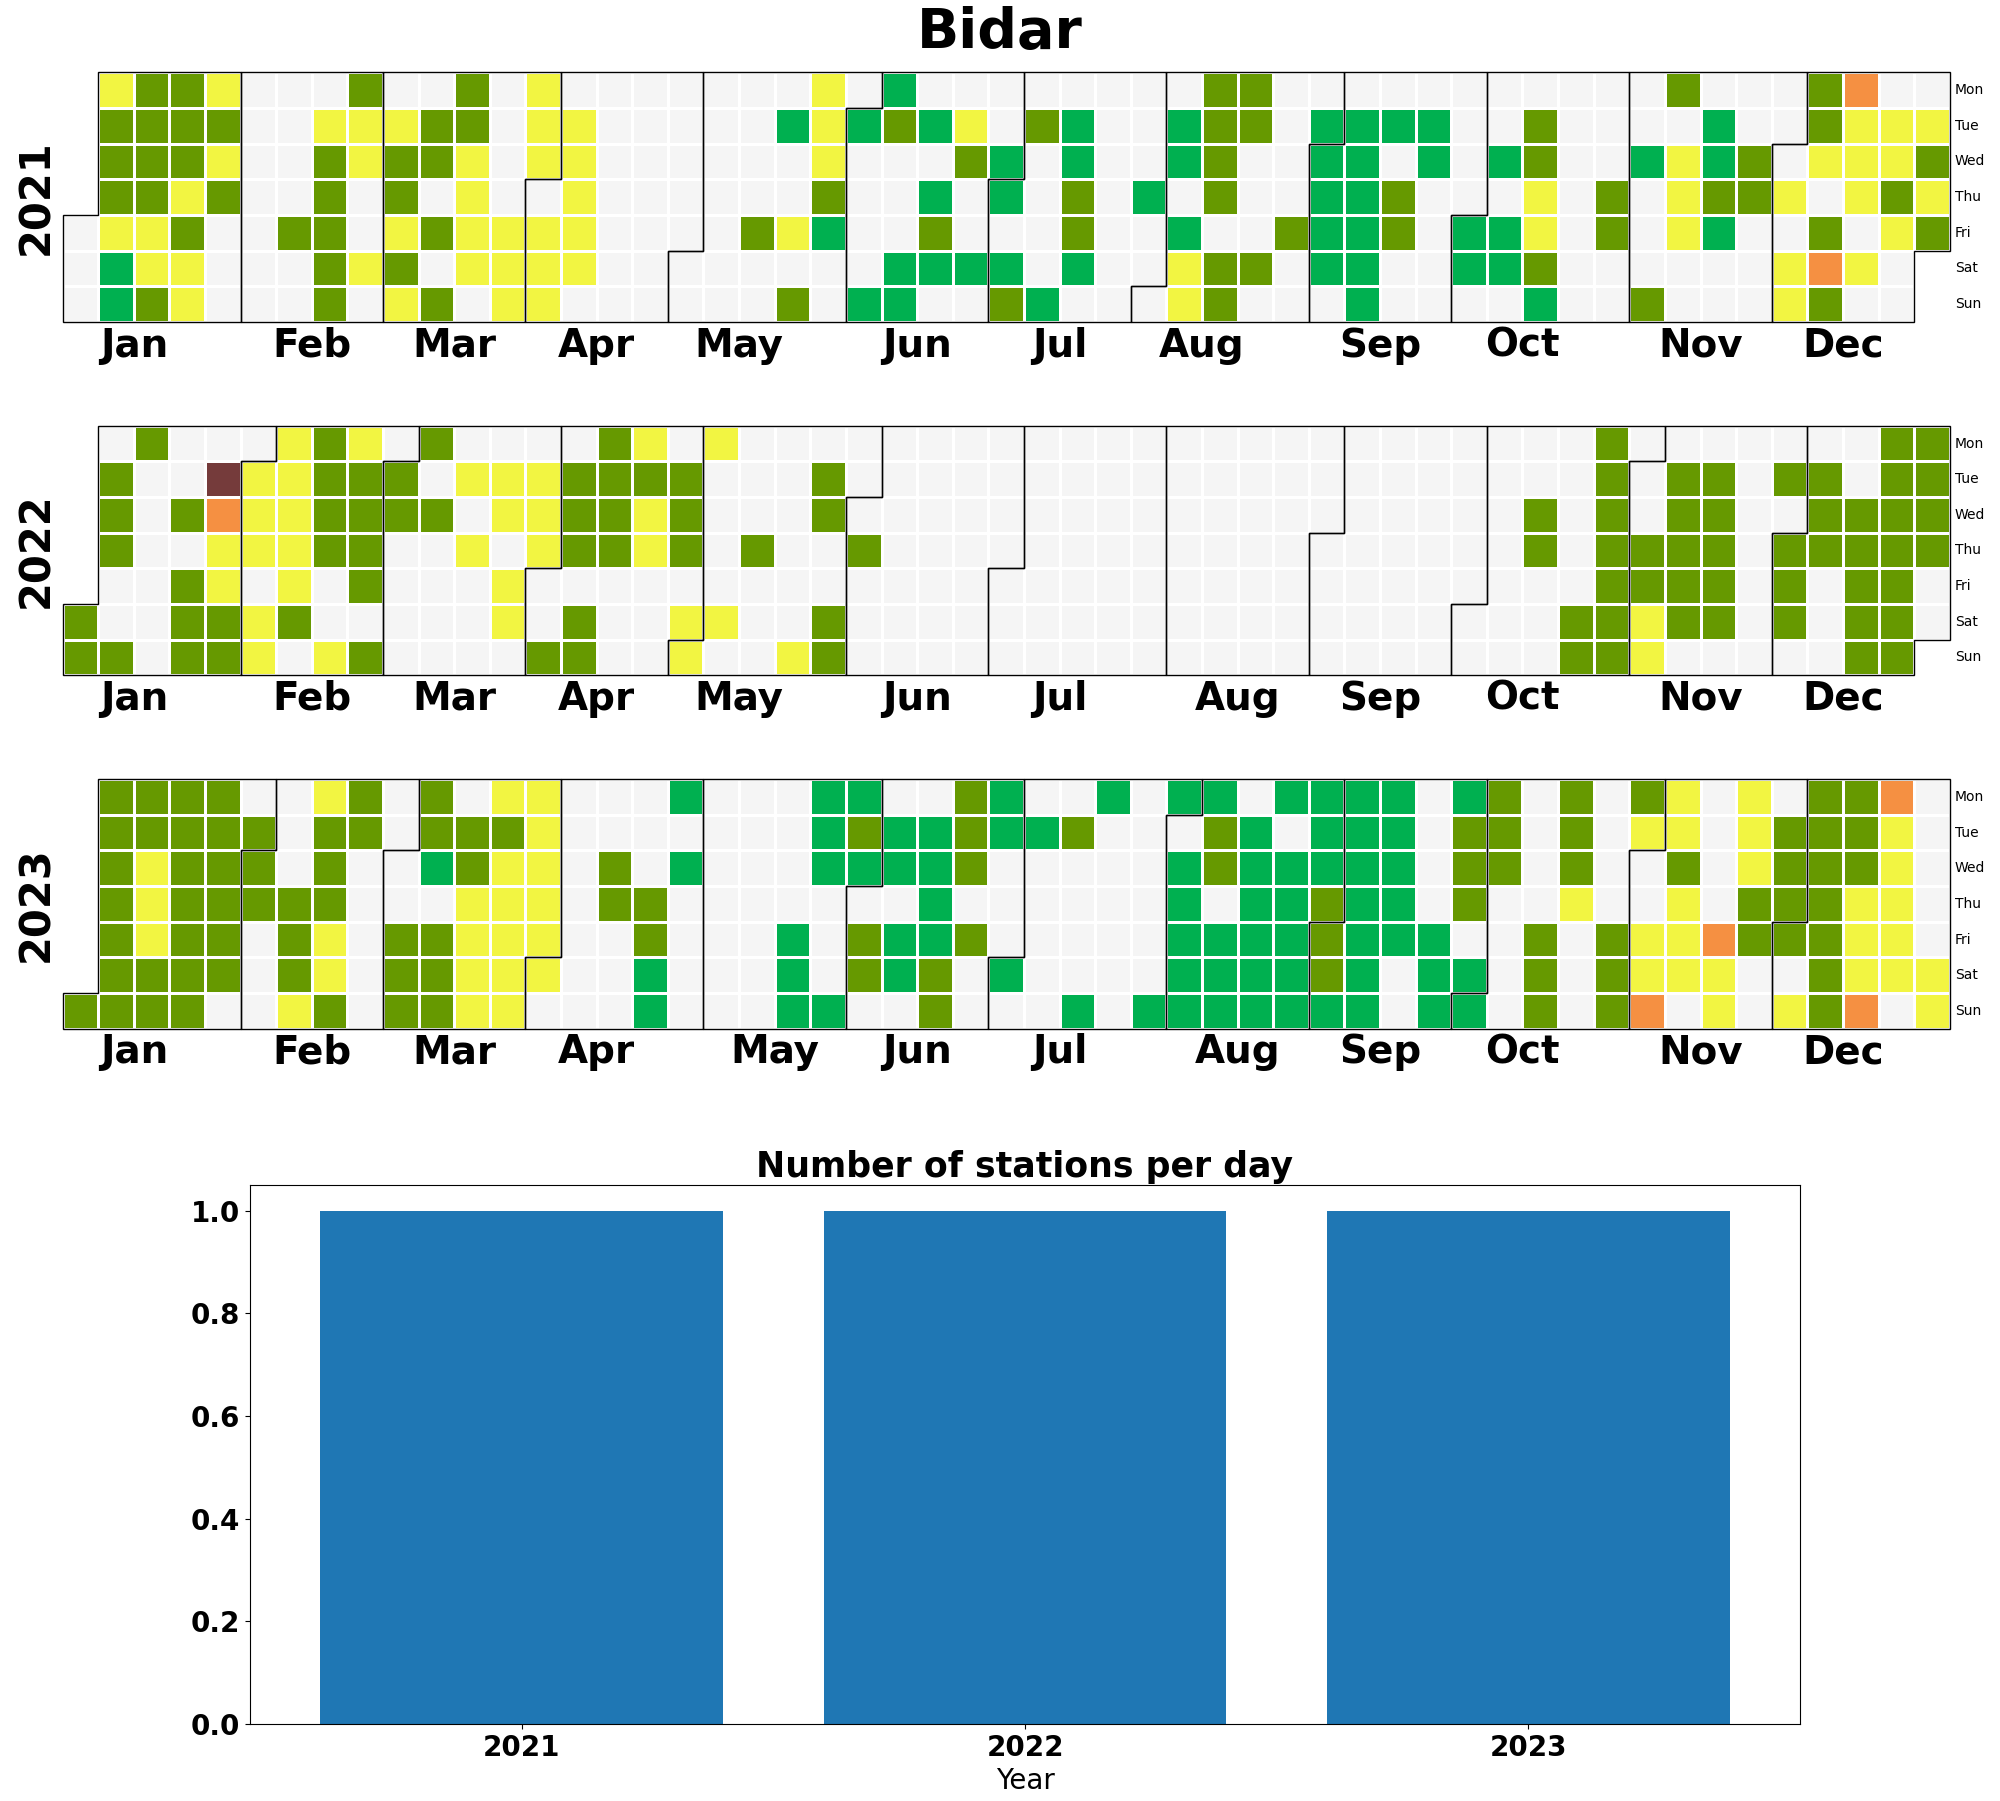 Bidar
2021
Mon
Tue
Wed
Thu
Fri
Sat
Sun
Jan Feb Mar Apr May Jun Jul Aug Sep Oct Nov Dec
2022
Mon
Tue
Wed
Thu
Fri
Sat
Sun
Jan Feb Mar Apr May Jun Jul Aug Sep Oct Nov Dec
2023
Mon
Tue
Wed
Thu
Fri
Sat
Sun
Jan Feb Mar Apr May Jun Jul Aug Sep Oct Nov Dec
Number of stations per day
1.0
0.8
0.6
0.4
0.2
0.0
2021 2022 2023
Year